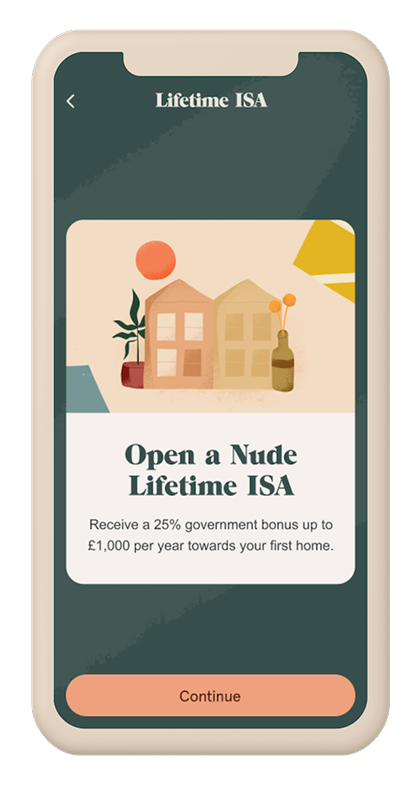 Lifetime ISA
Open a Nude
Lifetime ISA
Receive a 25% government bonus up to
£1,000 per year towards your first home.
Continue